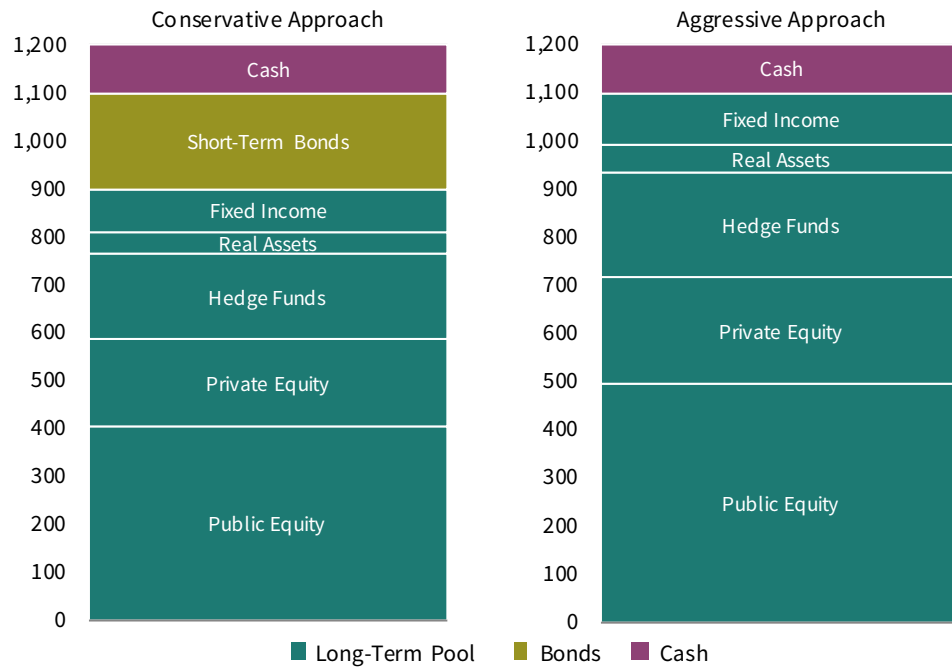 Conservative Approach
1,200
1,100
1,000
900
800
700
600
500
400
300
200
100
0
Cash
Short-Term Bonds
Fixed Income
Real Assets
Hedge Funds
Private Equity
Public Equity
Aggressive Approach
1,200
1,100
1,000
900
800
700
600
500
400
300
200
100
0
Cash
Fixed Income
Real Assets
Hedge Funds
Private Equity
Public Equity
Long-Term Pool
Bonds
Cash